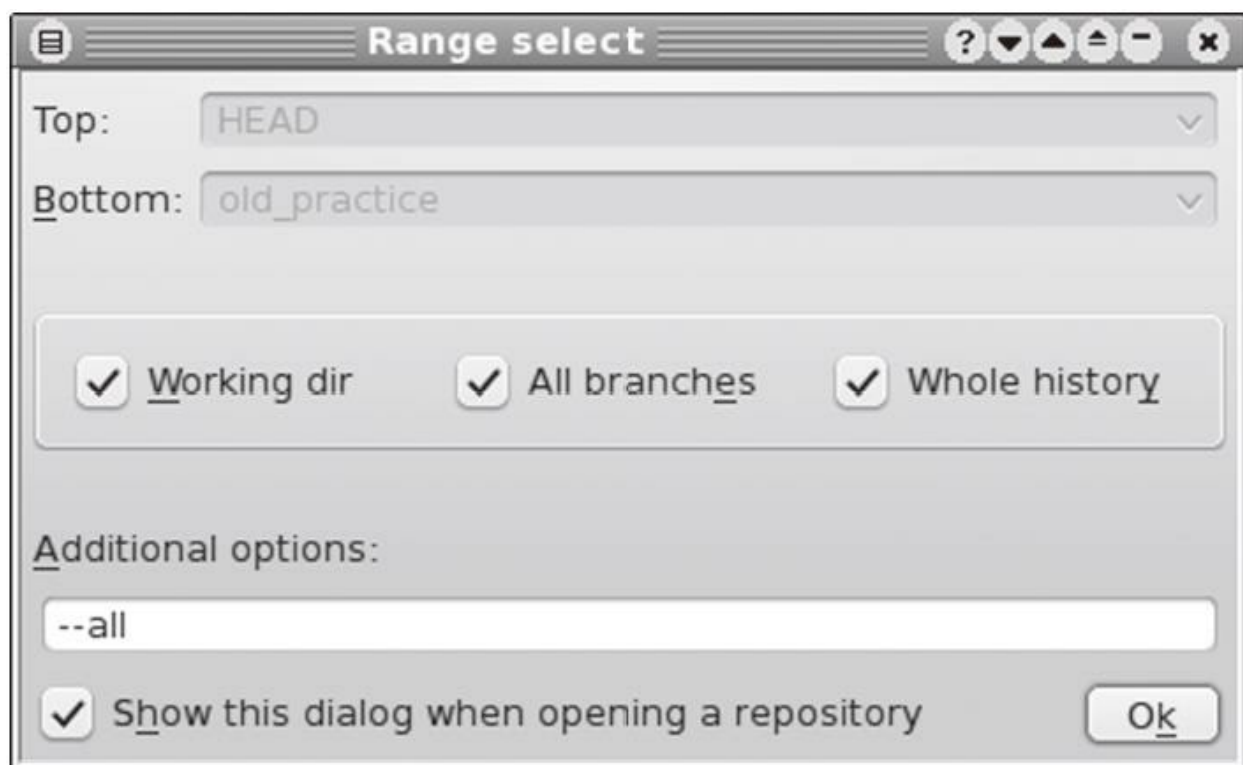 Range select
Top: HEAD
Bottom: old_practice
Working dir All branches Whole history
Additional options:
--all
Show this dialog when opening a repository Ok